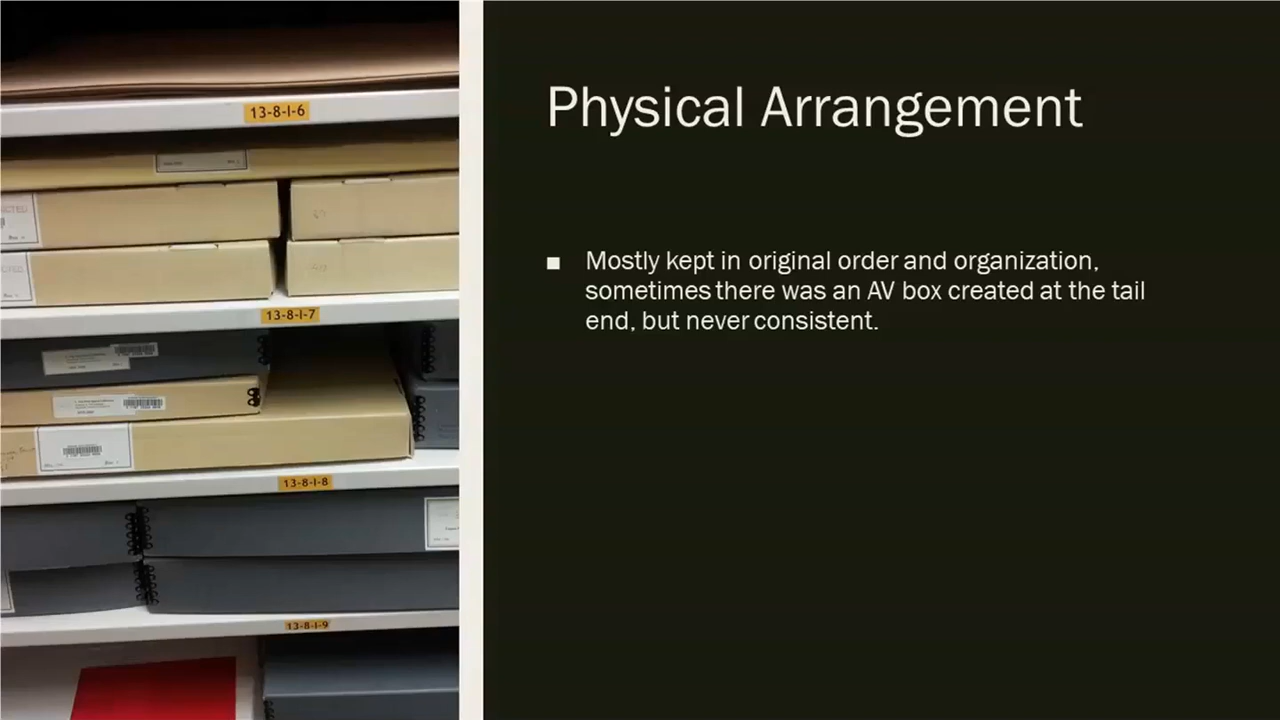 13-8-1-6
13-8-1-7
13-8-1-8
13-8-1-9
Physical Arrangement
■ Mostly kept in original order and organization,
sometimes there was an AV box created at the tail
end, but never consistent.